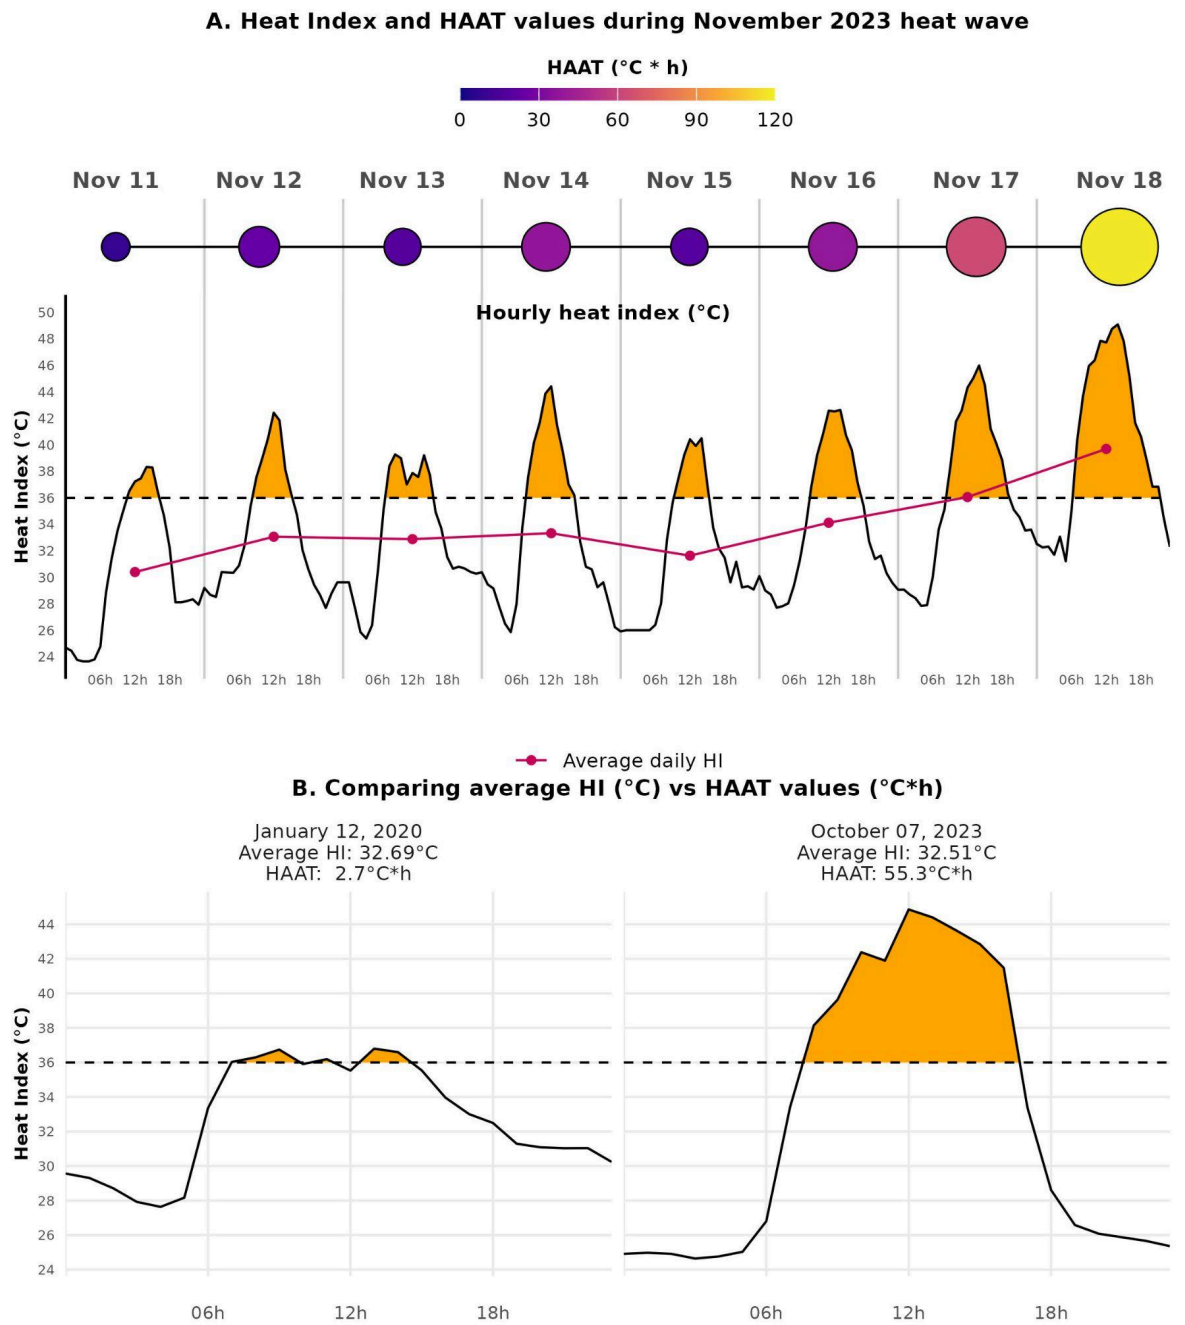 A. Heat Index and HAAT values during November 2023 heat wave
HAAT (°C * h)
0 30 60 90 120
Nov 11 Nov 12 Nov 13 Nov 14 Nov 15 Nov 16 Nov 17 Nov 18
Hourly heat index (°C)
Heat Index (°C)
50
48
46
44
42
40
38
36
34
32
30
28
26
24
06h 12h 18h 06h 12h 18h 06h 12h 18h 06h 12h 18h 06h 12h 18h 06h 12h 18h 06h 12h 18h 06h 12h 18h
Average daily HI
B. Comparing average HI (°C) vs HAAT values (°C*h)
January 12, 2020
Average HI: 32.69°C
HAAT:  2.7°C*h
October 07, 2023
Average HI: 32.51°C
HAAT: 55.3°C*h
Heat Index (°C)
44
42
40
38
36
34
32
30
28
26
24
06h 12h 18h 06h 12h 18h